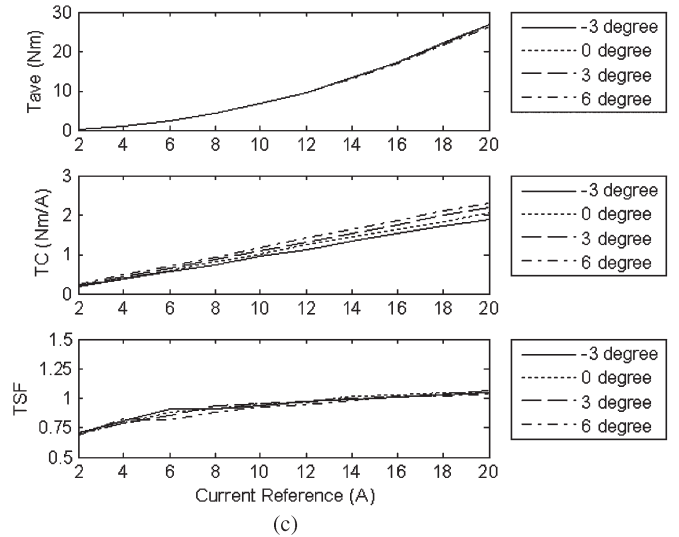 30
20
10
0
Tave (Nm)
2 4 6 8 10 12 14 16 18 20
-3 degree
0 degree
3 degree
6 degree
3
2
1
0
TC (Nm/A)
2 4 6 8 10 12 14 16 18 20
-3 degree
0 degree
3 degree
6 degree
1.5
1.25
1
0.75
0.5
TSF
2 4 6 8 10 12 14 16 18 20
Current Reference (A)
-3 degree
0 degree
3 degree
6 degree
(c)